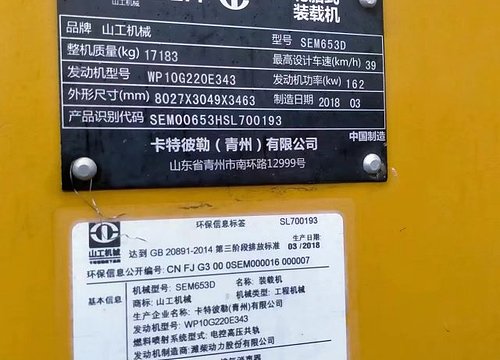 山工机械
装载机
品牌 山工机械
型号 SEM653D
整机质量(kg) 17183
最高设计车速(km/h) 39
发动机型号 WP10G220E343
发动机功率(kw) 162
外形尺寸(mm) 8027X3049X3463
制造日期 2018 03
产品识别代码 SEM00653HSL700193
中国制造
卡特彼勒(青州)有限公司
山东省青州市南环路12999号
环保信息标签
SL700193
山工机械
达到 GB 20891-2014 第三阶段排放标准
生产日期
03/2018
环保信息公开编号: CN FJ G3 00 0SEM000016 000007
基本信息
机械型号: SEM653D
名称: 装载机
商标: 山工机械
机械类型: 工程机械
生产企业名称: 卡特彼勒(青州)有限公司
发动机型号: WP10G220E343
燃料喷射系统型式: 电控高压共轨
发动机制造商: 潍柴动力股份有限公司